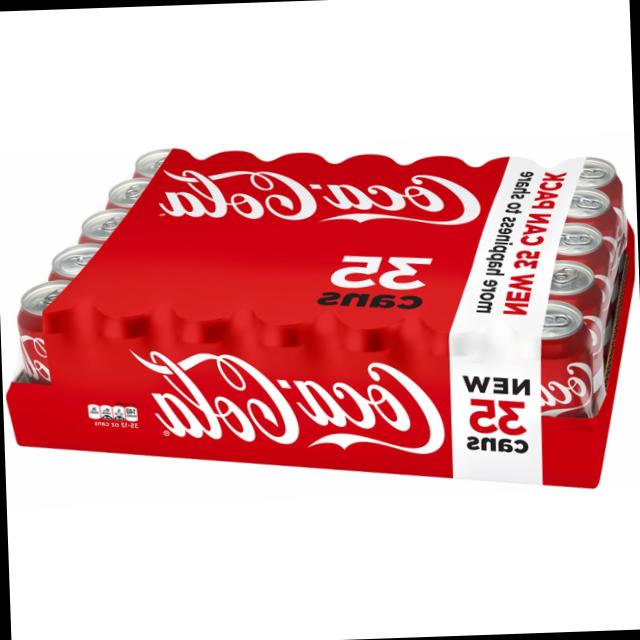 Coca-Cola
35
cans
more happiness to share
NEW 35 CAN PACK
Coca-Cola
35-12 oz cans
NEW
35
cans
Coca